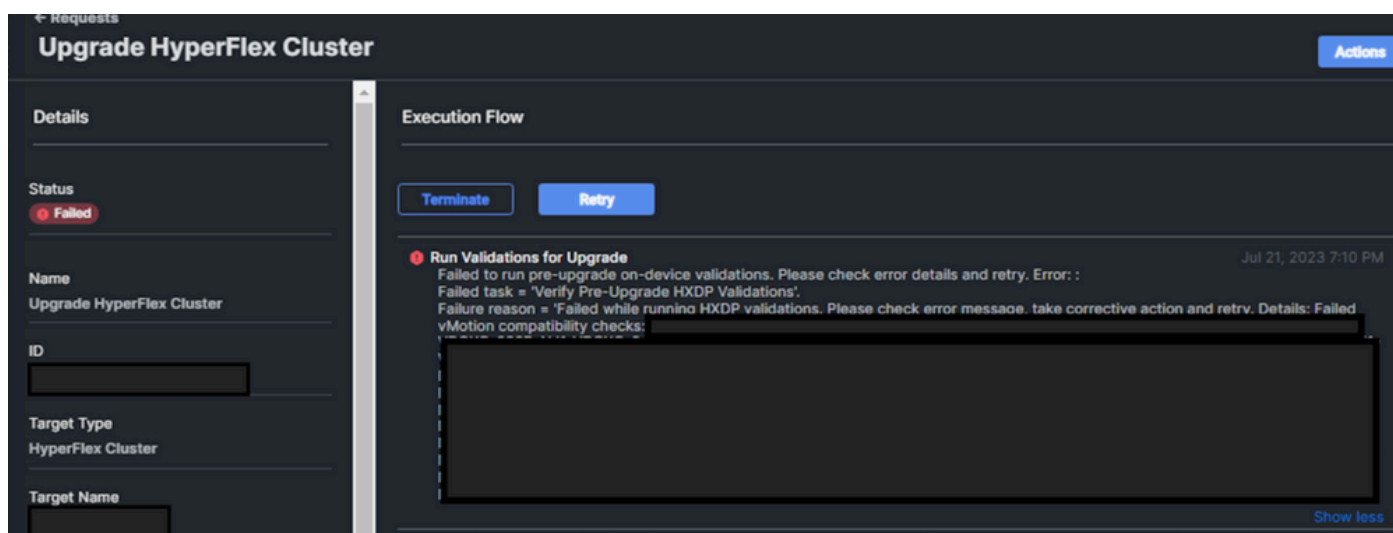 ← Requests
Upgrade HyperFlex Cluster
Actions
Details
Status
Failed
Name
Upgrade HyperFlex Cluster
ID
Target Type
HyperFlex Cluster
Target Name
Execution Flow
Terminate
Retry
Run Validations for Upgrade
Jul 21, 2023 7:10 PM
Failed to run pre-upgrade on-device validations. Please check error details and retry. Error: :
Failed task = 'Verify Pre-Upgrade HXDP Validations'.
Failure reason = 'Failed while running HXDP validations. Please check error message, take corrective action and retry. Details: Failed
vMotion compatibility checks:
Show less